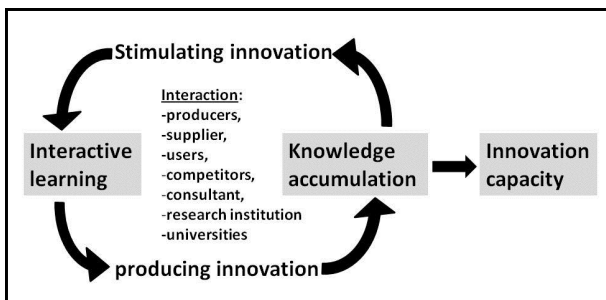 Stimulating innovation
Interaction:
-producers,
-supplier,
-users,
-competitors,
-consultant,
-research institution
-universities
Interactive
learning
Knowledge
accumulation
Innovation
capacity
producing innovation